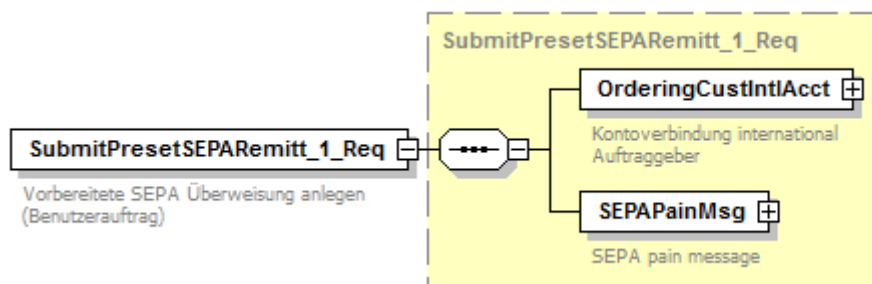 SubmitPresetSEPARemitt_1_Req
OrderingCustIntlAcct
Kontoverbindung international
Auftraggeber
SubmitPresetSEPARemitt_1_Req
Vorbereitete SEPA Überweisung anlegen
(Benutzerauftrag)
SEPAPainMsg
SEPA pain message